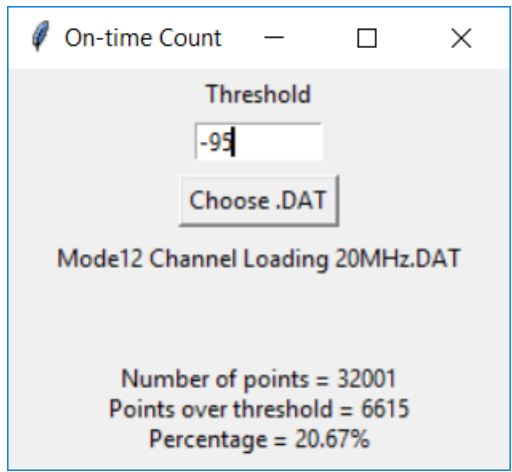 On-time Count
Threshold
-95
Choose .DAT
Mode12 Channel Loading 20MHz.DAT
Number of points = 32001
Points over threshold = 6615
Percentage = 20.67%